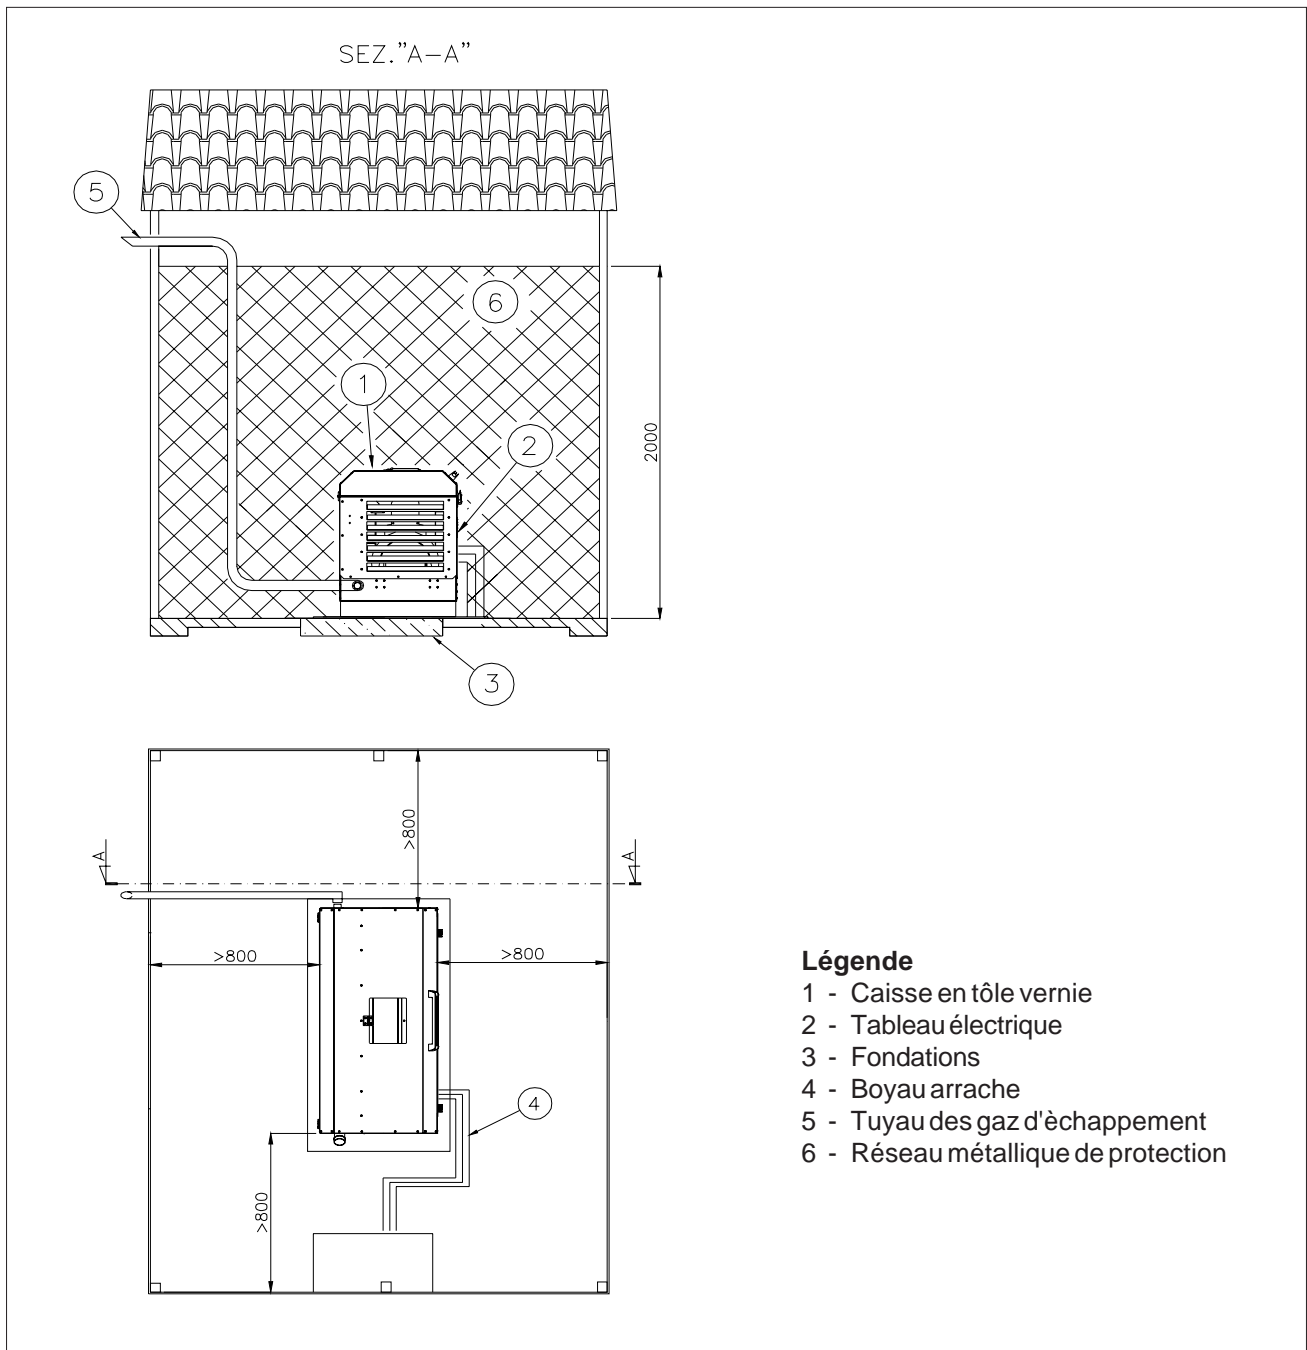 SEZ."A-A"
5
6
1
2
2000
3
>800
A
A
>800
>800
4
>800
Légende
1 - Caisse en tôle vernie
2 - Tableau électrique
3 - Fondations
4 - Boyau arrache
5 - Tuyau des gaz d'èchappement
6 - Réseau métallique de protection